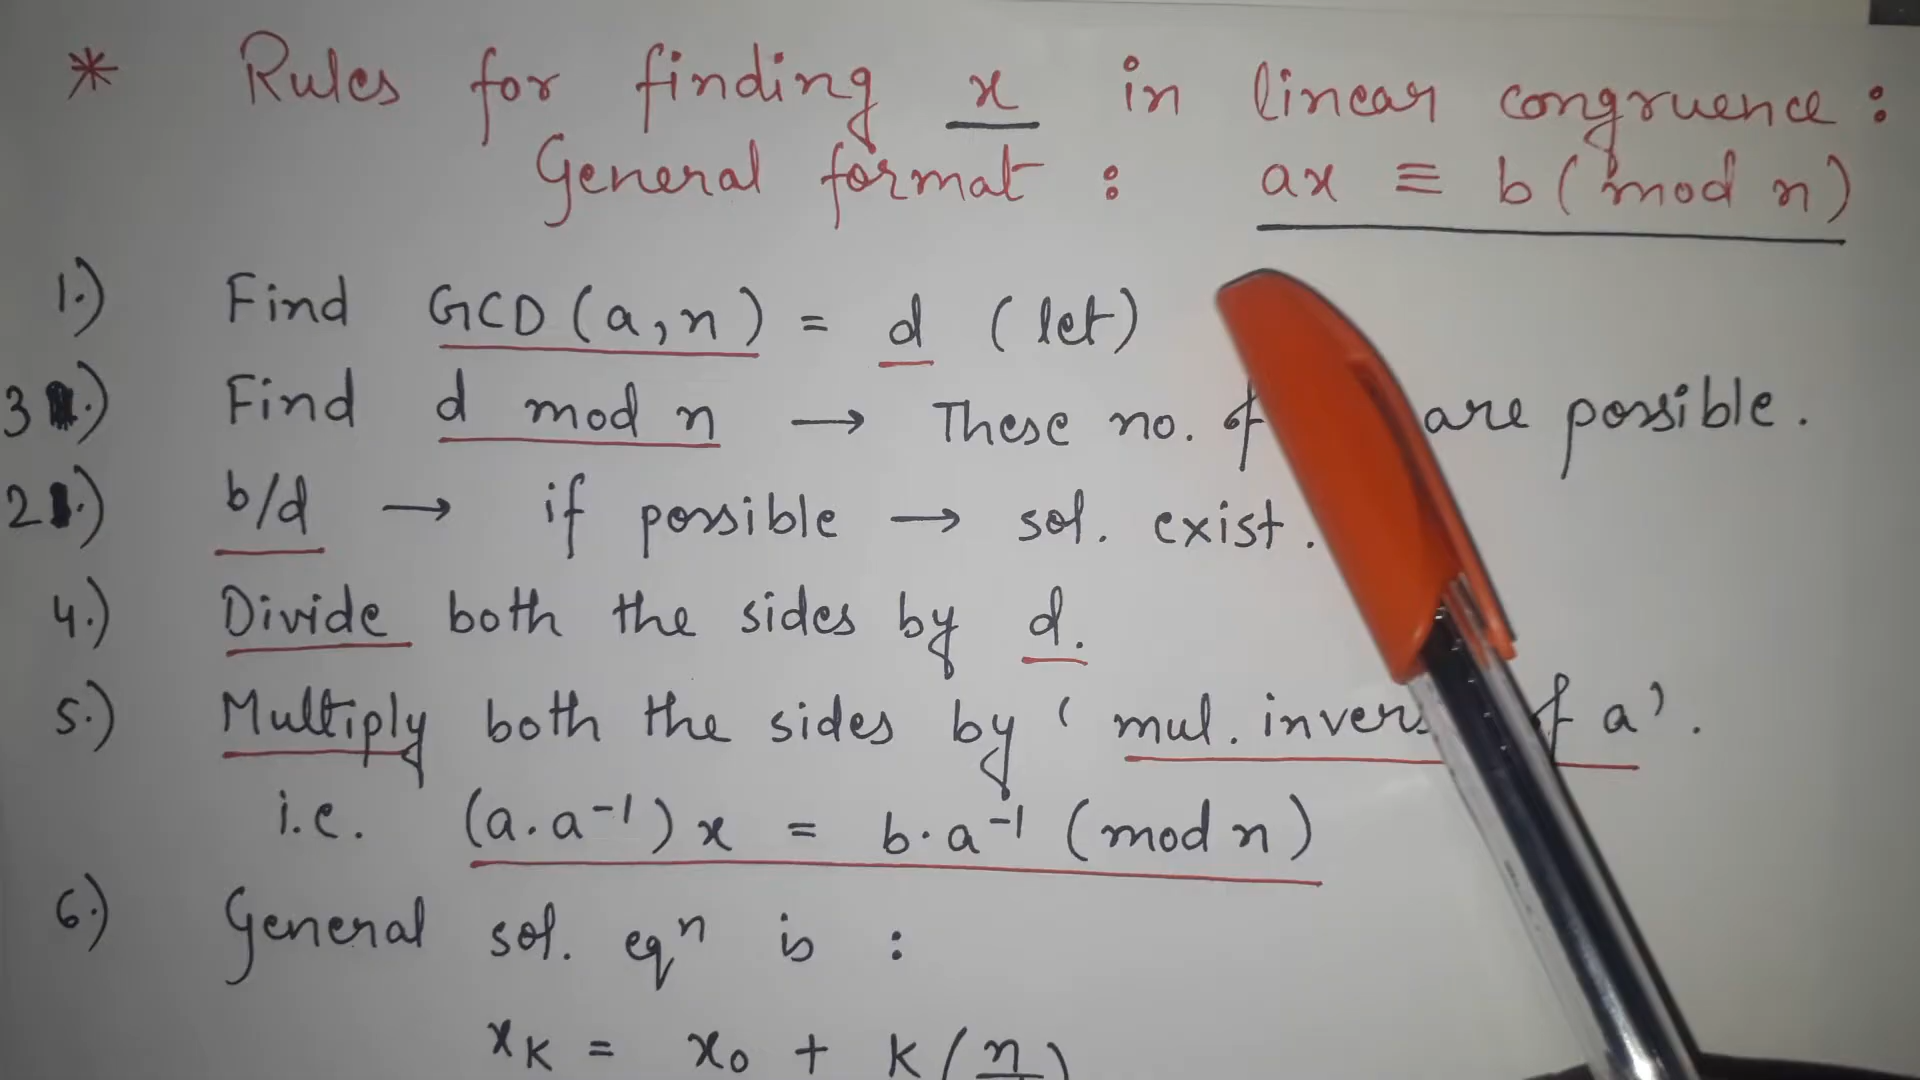 * Rules for finding x in linear congruence :
General format : ax ≡ b (mod n)
1.) Find GCD (a,n) = d (let)
3.) Find d mod n → These no. of are possible.
2.) b/d → if possible → sol. exist.
4.) Divide both the sides by d.
5.) Multiply both the sides by ' mul. of a'.
i.e. (a.a⁻¹) x = b.a⁻¹ (mod n)
6.) General sol. eqⁿ is :
xK = x0 + K (n